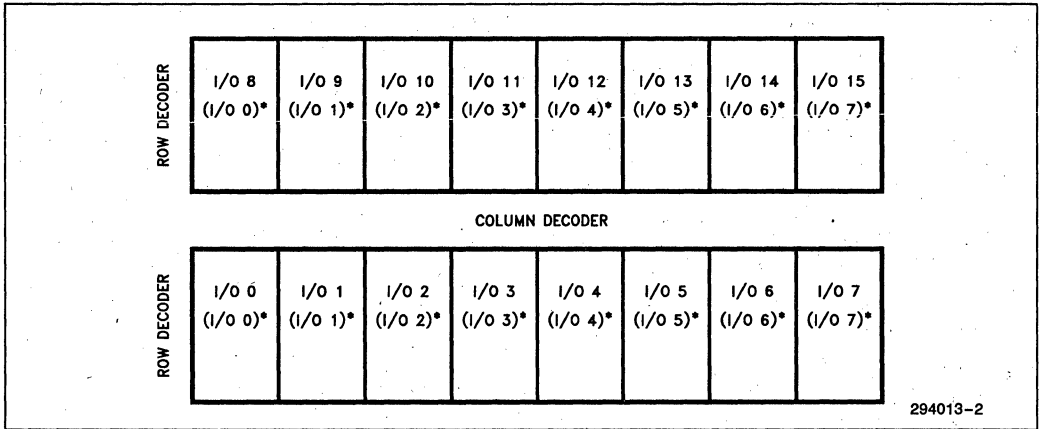 ROW DECODER
I/O 8 I/O 9 I/O 10 I/O 11 I/O 12 I/O 13 I/O 14 I/O 15
(I/O 0)* (I/O 1)* (I/O 2)* (I/O 3)* (I/O 4)* (I/O 5)* (I/O 6)* (I/O 7)*
COLUMN DECODER
ROW DECODER
I/O 0 I/O 1 I/O 2 I/O 3 I/O 4 I/O 5 I/O 6 I/O 7
(I/O 0)* (I/O 1)* (I/O 2)* (I/O 3)* (I/O 4)* (I/O 5)* (I/O 6)* (I/O 7)*
294013-2